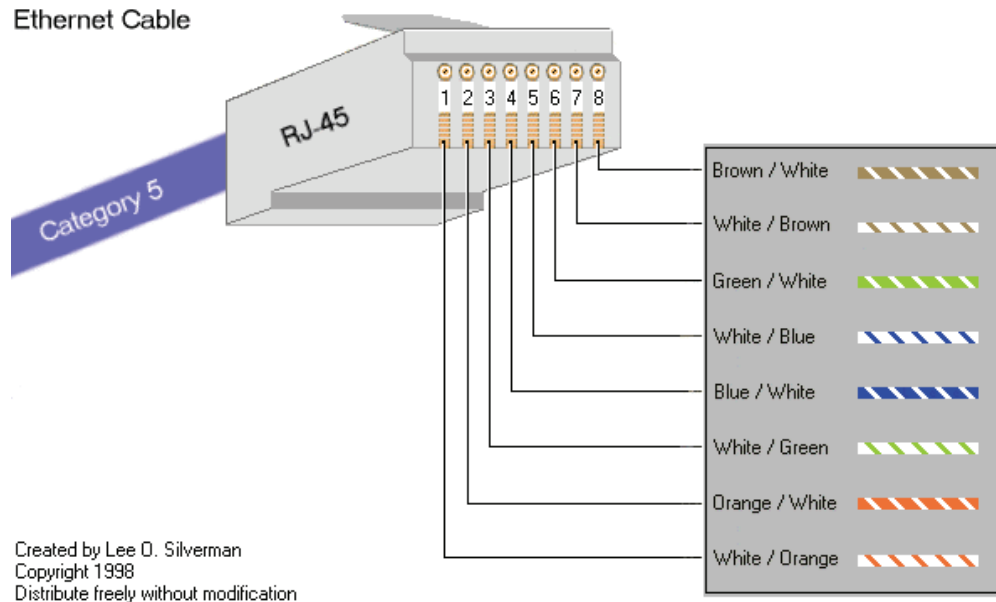 Ethernet Cable
RJ-45
1 2 3 4 5 6 7 8
Category 5
Brown / White
White / Brown
Green / White
White / Blue
Blue / White
White / Green
Orange / White
White / Orange
Created by Lee O. Silverman
Copyright 1998
Distribute freely without modification